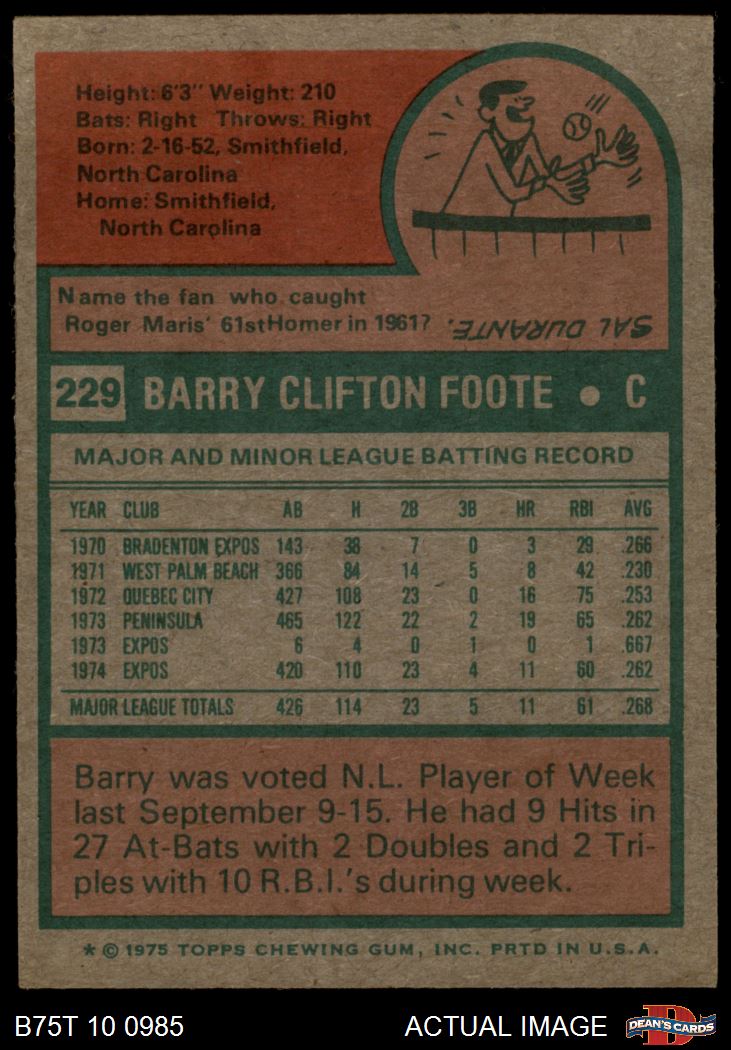 Height: 6'3" Weight: 210
Bats: Right Throws: Right
Born: 2-16-52, Smithfield,
North Carolina
Home: Smithfield,
North Carolina
Name the fan who caught
Roger Maris' 61stHomer in 1961?
SAL DURANTE.
229 BARRY CLIFTON FOOTE • C
MAJOR AND MINOR LEAGUE BATTING RECORD
YEAR CLUB AB H 2B 3B HR RBI AVG
1970 BRADENTON EXPOS 143 38 7 0 3 29 .266
1971 WEST PALM BEACH 366 84 14 5 8 42 .230
1972 QUEBEC CITY 427 108 23 0 16 75 .253
1973 PENINSULA 465 122 22 2 19 65 .262
1973 EXPOS 6 4 0 1 0 1 .667
1974 EXPOS 420 110 23 4 11 60 .262
MAJOR LEAGUE TOTALS 426 114 23 5 11 61 .268
Barry was voted N.L. Player of Week
last September 9-15. He had 9 Hits in
27 At-Bats with 2 Doubles and 2 Tri-
ples with 10 R.B.I.'s during week.
* © 1975 TOPPS CHEWING GUM, INC. PRTD IN U.S.A.
B75T 10 0985 ACTUAL IMAGE DEAN'S CARDS